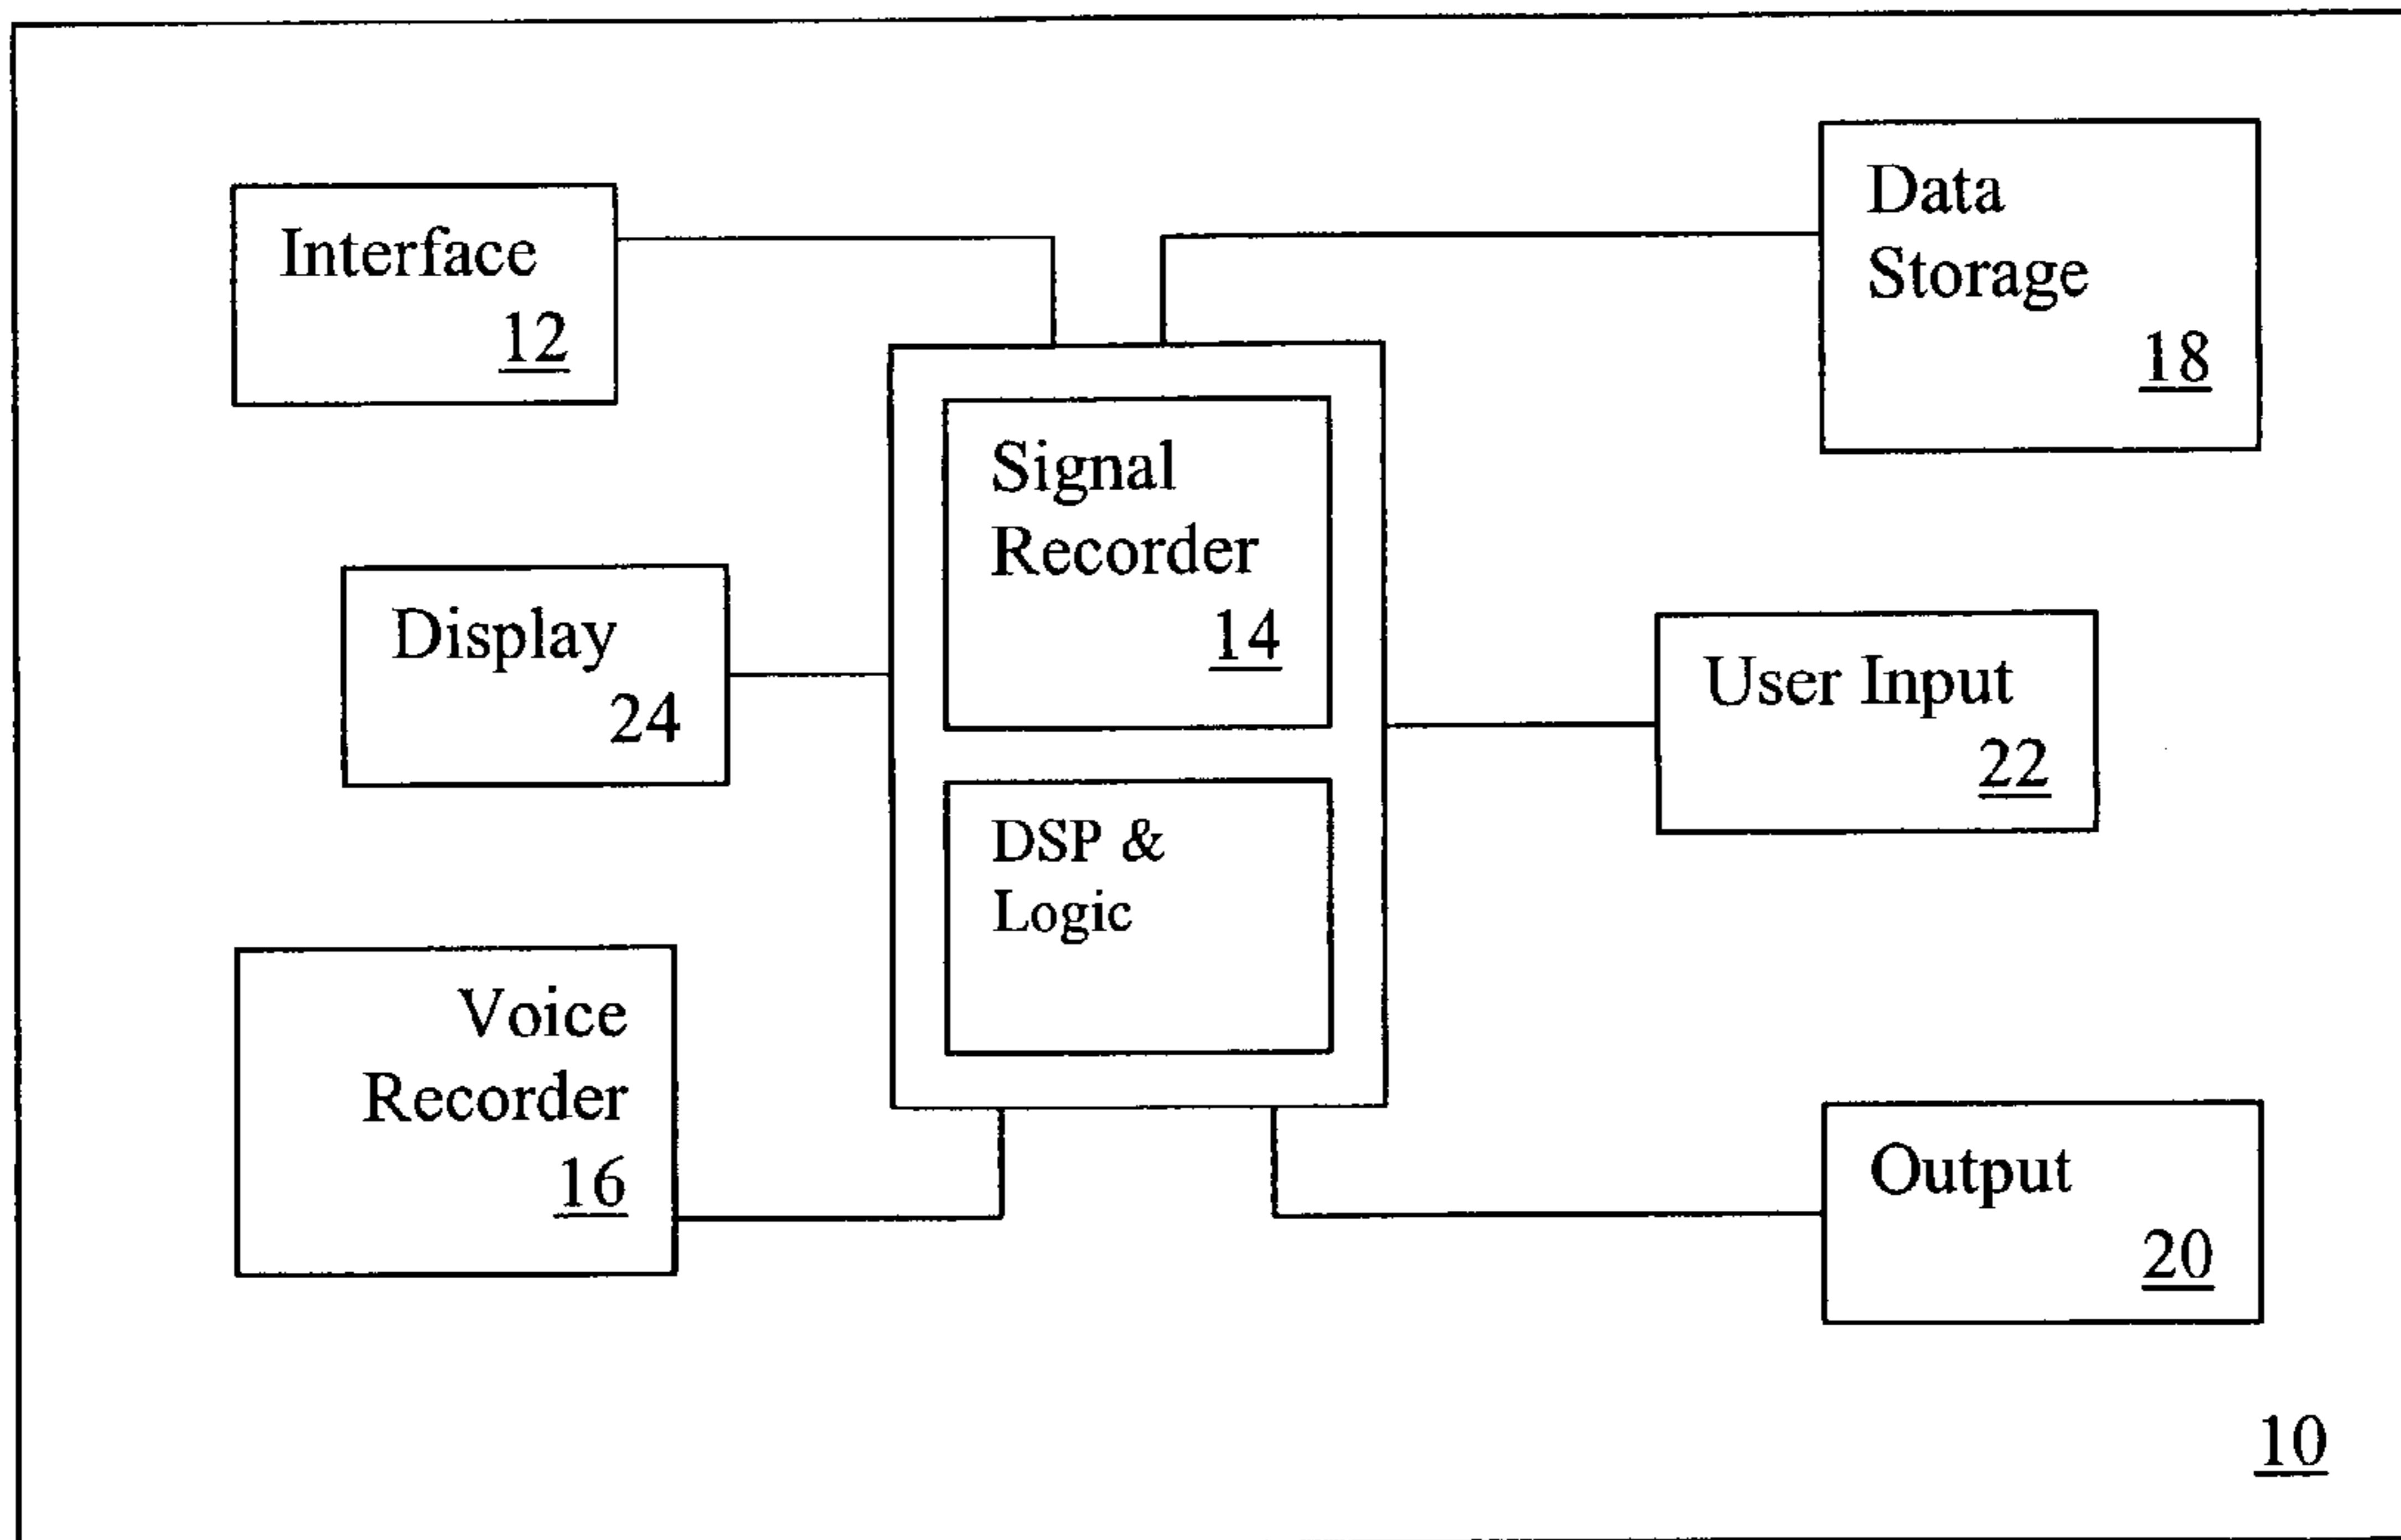 Interface
12
Data
Storage
18
Signal
Recorder
14
Display
24
User Input
22
DSP &
Logic
Voice
Recorder
16
Output
20
10